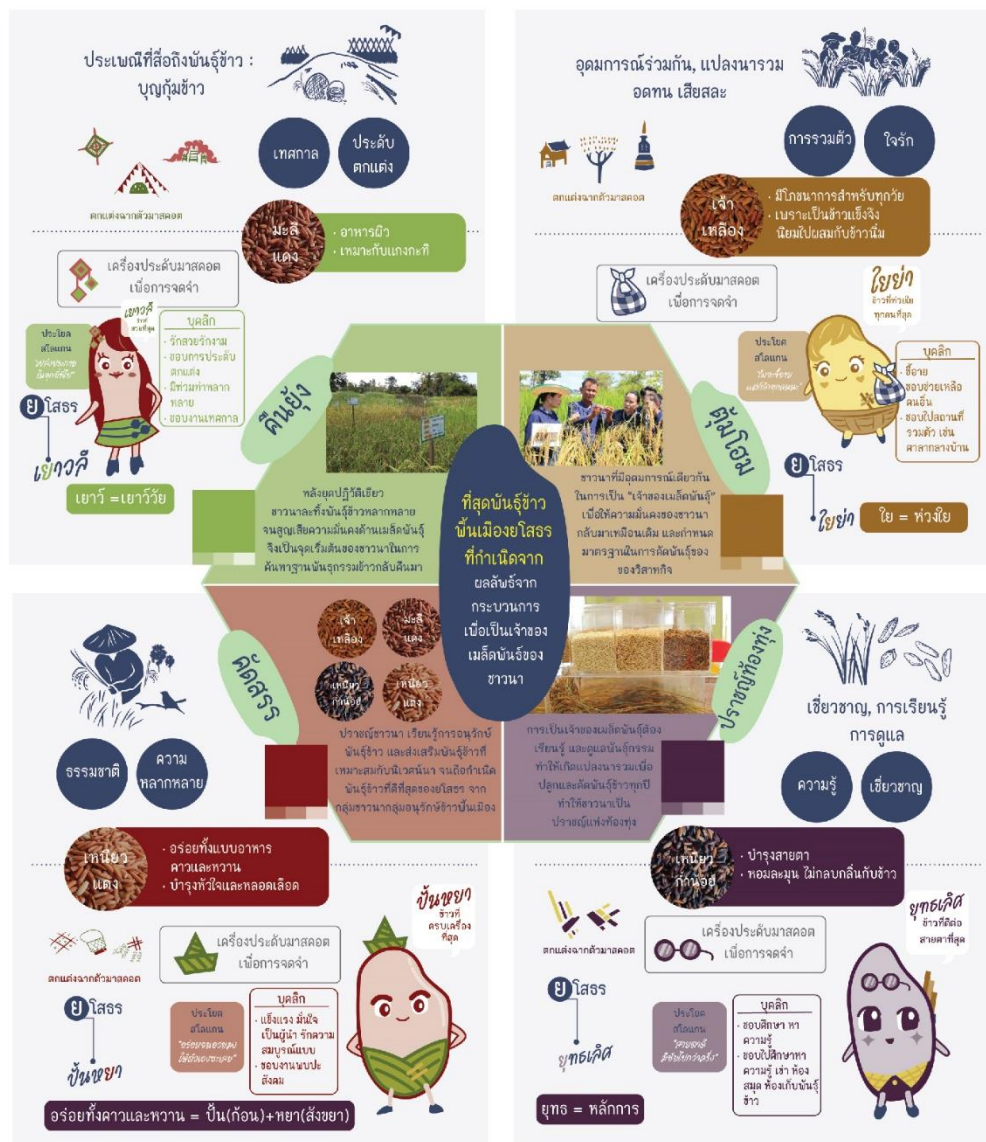 ประเพณีที่สื่อถึงพันธุ์ข้าว :
บุญกุ้มข้าว
เทศกาล
ประดับ
ตกแต่ง
ตกแต่งฉากตัวมาสคอต
มะลิ
แดง
• อาหารผิว
• เหมาะกับแกงกะทิ
เครื่องประดับมาสคอต
เพื่อการจดจำ
เยาวลี
ประโยค
สโลแกน
บุคลิก
• รักสวยรักงาม
• ชอบการประดับ
ตกแต่ง
• มีท่วมท่าหลาก
หลาย
• ชอบงานเทศกาล
ยโสธร
เยาวลี
เยาว์ =เยาว์วัย
อุดมการณ์ร่วมกัน, แปลงนารวม
อดทน เสียสละ
การรวมตัว
ใจรัก
ตกแต่งฉากตัวมาสคอต
เจ้า
เหลือง
• มีโภชนาการสำหรับทุกวัย
• เพราะเป็นข้าวแข็งจึง
นิยมไปผสมกับข้าวนิ่ม
เครื่องประดับมาสคอต
เพื่อการจดจำ
ใยย่า
ข้าวที่ห่วงใย
ทุกคนที่สุด
ประโยค
สโลแกน
บุคลิก
• ขี้อาย
ชอบช่วยเหลือ
คนอื่น
• ชอบไปสถานที่
รวมตัว เช่น
ศาลากลางบ้าน
ยโสธร
ใยย่า
ใย = ห่วงใย
คืนยุ้ง
หลังยุคปฏิวัติเขียว
ชาวนาละทิ้งพันธุ์ข้าวหลากหลาย
จนสูญเสียความมั่นคงด้านเมล็ดพันธุ์
จึงเป็นจุดเริ่มต้นของชาวนาในการ
ค้นหาฐานพันธุกรรมข้าวกลับคืนมา
ตุ้มโฮม
ชาวนาที่มีอุดมการณ์เดียวกัน
ในการเป็น "เจ้าของเมล็ดพันธุ์"
เพื่อให้ความมั่นคงของชาวนา
กลับมาเหมือนเดิม และกำหนด
มาตรฐานในการคัดพันธุ์ของ
ของวิสาหกิจ
ที่สุดพันธุ์ข้าว
พื้นเมืองยโสธร
ที่กำเนิดจาก
ผลลัพธ์จาก
กระบวนการ
เพื่อเป็นเจ้าของ
เมล็ดพันธุ์ของ
ชาวนา
คัดสรร
เจ้า
เหลือง
มะลิ
แดง
เหนียว
ก่ำน้อย
เหนียว
แดง
ปราชญ์ชาวนา เรียนรู้การอนุรักษ์
พันธุ์ข้าว และส่งเสริมพันธุ์ข้าวที่
เหมาะสมกับนิเวศน์นา จนถือกำเนิด
พันธุ์ข้าวที่ดีที่สุดของยโสธร จาก
กลุ่มชาวนากลุ่มอนุรักษ์ข้าวพื้นเมือง
ปราชญ์ท้องทุ่ง
การเป็นเจ้าของเมล็ดพันธุ์ต้อง
เรียนรู้ และดูแลพันธุกรรม
ทำให้เกิดแปลงนารวมเพื่อ
ปลูกและคัดพันธุ์ข้าวทุกปี
ทำให้ชาวนาเป็น
ปราชญ์แห่งท้องทุ่ง
ธรรมชาติ
ความ
หลากหลาย
เหนียว
แดง
• อร่อยทั้งแบบอาหาร
คาวและหวาน
• บำรุงหัวใจและหลอดเลือด
ตกแต่งฉากตัวมาสคอต
เครื่องประดับมาสคอต
เพื่อการจดจำ
ปั้นหยา
ข้าวที่
ครบเครื่อง
ที่สุด
ยโสธร
ปั้นหยา
ประโยค
สโลแกน
บุคลิก
• แข็งแรง มั่นใจ
เป็นผู้นำ รักความ
สมบูรณ์แบบ
• ชอบงานพบปะ
สังคม
อร่อยทั้งคาวและหวาน = ปั้น(ก้อน)+หยา(สังขยา)
เชี่ยวชาญ, การเรียนรู้
การดูแล
ความรู้
เชี่ยวชาญ
เหนียว
ก่ำน้อย
• บำรุงสายตา
• หอมละมุน ไม่กลบกลิ่นกับข้าว
ตกแต่งฉากตัวมาสคอต
เครื่องประดับมาสคอต
เพื่อการจดจำ
ยุทธเลิศ
ข้าวที่ดีต่อ
สายตาที่สุด
ยโสธร
ยุทธเลิศ
ประโยค
สโลแกน
บุคลิก
• ชอบศึกษา หา
ความรู้
• ชอบไปศึกษาหา
ความรู้ เช่า ห้อง
สมุด ห้องเก็บพันธุ์
ข้าว
ยุทธ = หลักการ